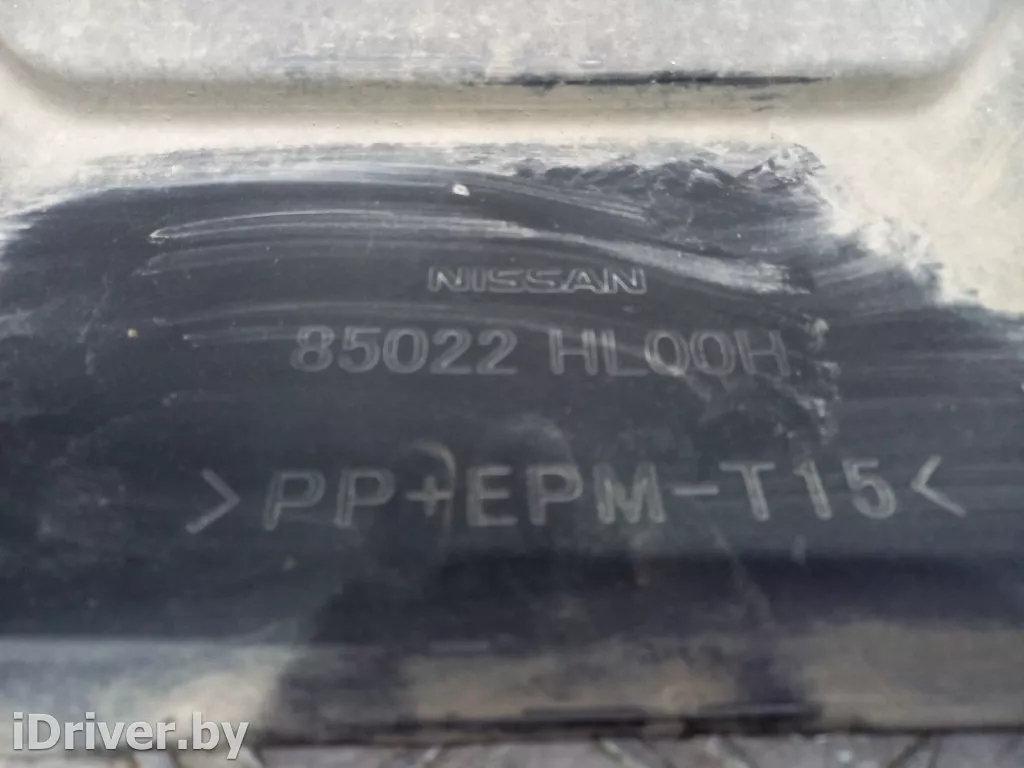 NISSAN
85022 HL00H
>PP+EPM-T15<
iDriver.by